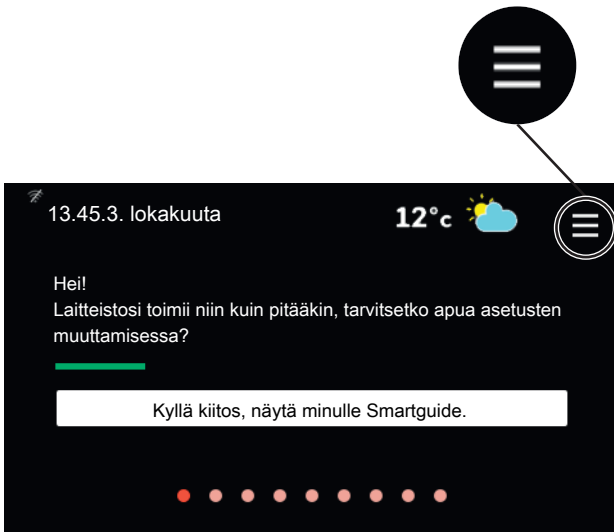 13.45.3. lokakuuta
12°c
Hei!
Laitteistosi toimii niin kuin pitääkin, tarvitsetko apua asetusten
muuttamisessa?
Kyllä kiitos, näytä minulle Smartguide.